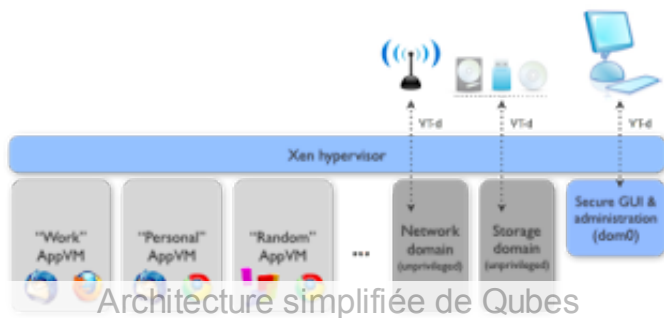 VT-d
VT-d
VT-d
Xen hypervisor
"Work"
AppVM
"Personal"
AppVM
"Random"
AppVM
...
Network
domain
(unprivileged)
Storage
domain
(unprivileged)
Secure GUI &
administration
(dom0)
Architecture simplifiée de Qubes